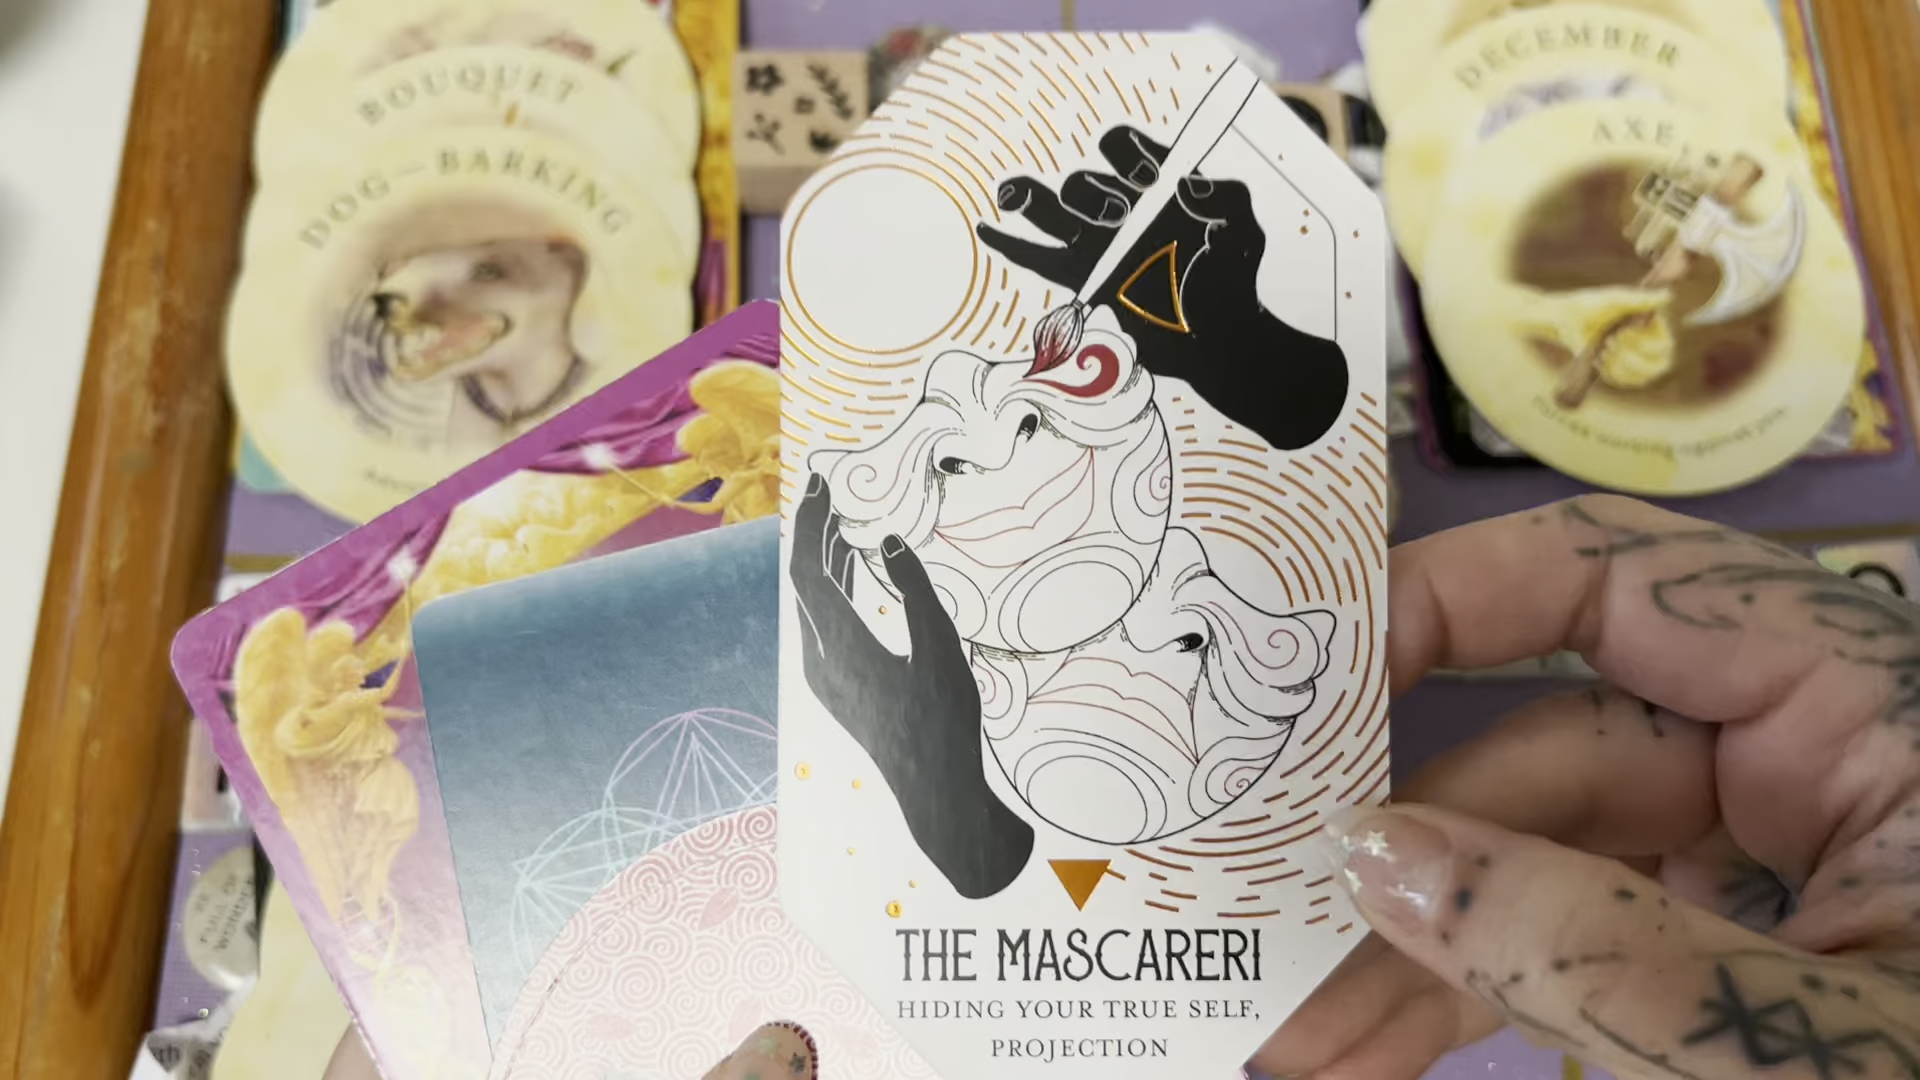 BOUQUET
DOG-BARKING
DECEMBER
AXE
THE MASCARERI
HIDING YOUR TRUE SELF,
PROJECTION